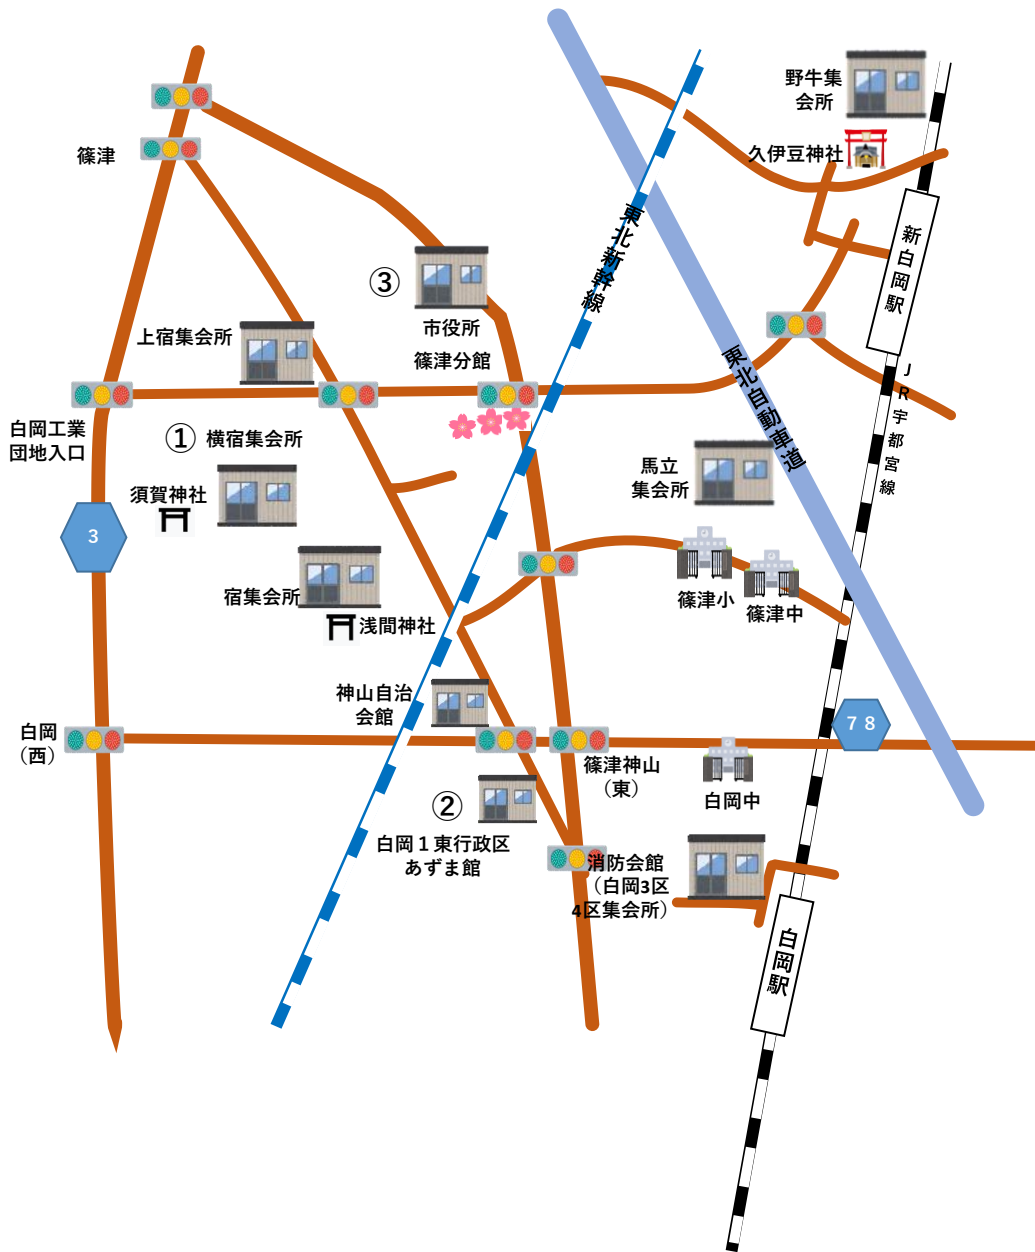 野牛集
会所
久伊豆神社
篠津
新白岡駅
東北新幹線
③
市役所
篠津分館
上宿集会所
東北自動車道
JR宇都宮線
白岡工業
団地入口
① 横宿集会所
馬立
集会所
須賀神社
3
宿集会所
浅間神社
篠津小
篠津中
神山自治
会館
78
白岡
（西）
篠津神山
（東）
白岡中
②
白岡１東行政区
あずま館
消防会館
（白岡3区
4区集会所）
白岡駅